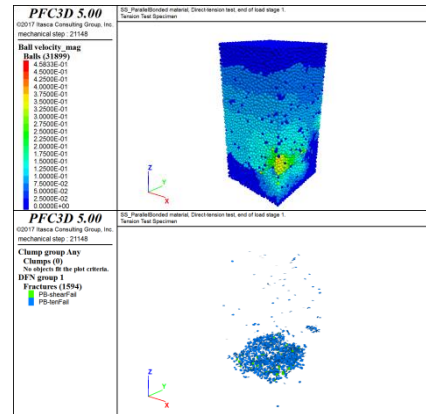 PFC3D 5.00
©2017 Itasca Consulting Group, Inc.
mechanical step : 21148
Ball velocity_mag
Balls (31899)
4.5833E-01
4.5000E-01
4.2500E-01
4.0000E-01
3.7500E-01
3.5000E-01
3.2500E-01
3.0000E-01
2.7500E-01
2.5000E-01
2.2500E-01
2.0000E-01
1.7500E-01
1.5000E-01
1.2500E-01
1.0000E-01
7.5000E-02
5.0000E-02
2.5000E-02
0.0000E+00
SS_ParallelBonded material, Direct-tension test, end of load stage 1.
Tension Test Specimen
Z
Y
X
PFC3D 5.00
©2017 Itasca Consulting Group, Inc.
mechanical step : 21148
Clump group Any
Clumps (0)
No objects fit the plot criteria.
DFN group 1
Fractures (1594)
PB-shearFail
PB-tenFail
SS_ParallelBonded material, Direct-tension test, end of load stage 1.
Tension Test Specimen
Z
Y
X